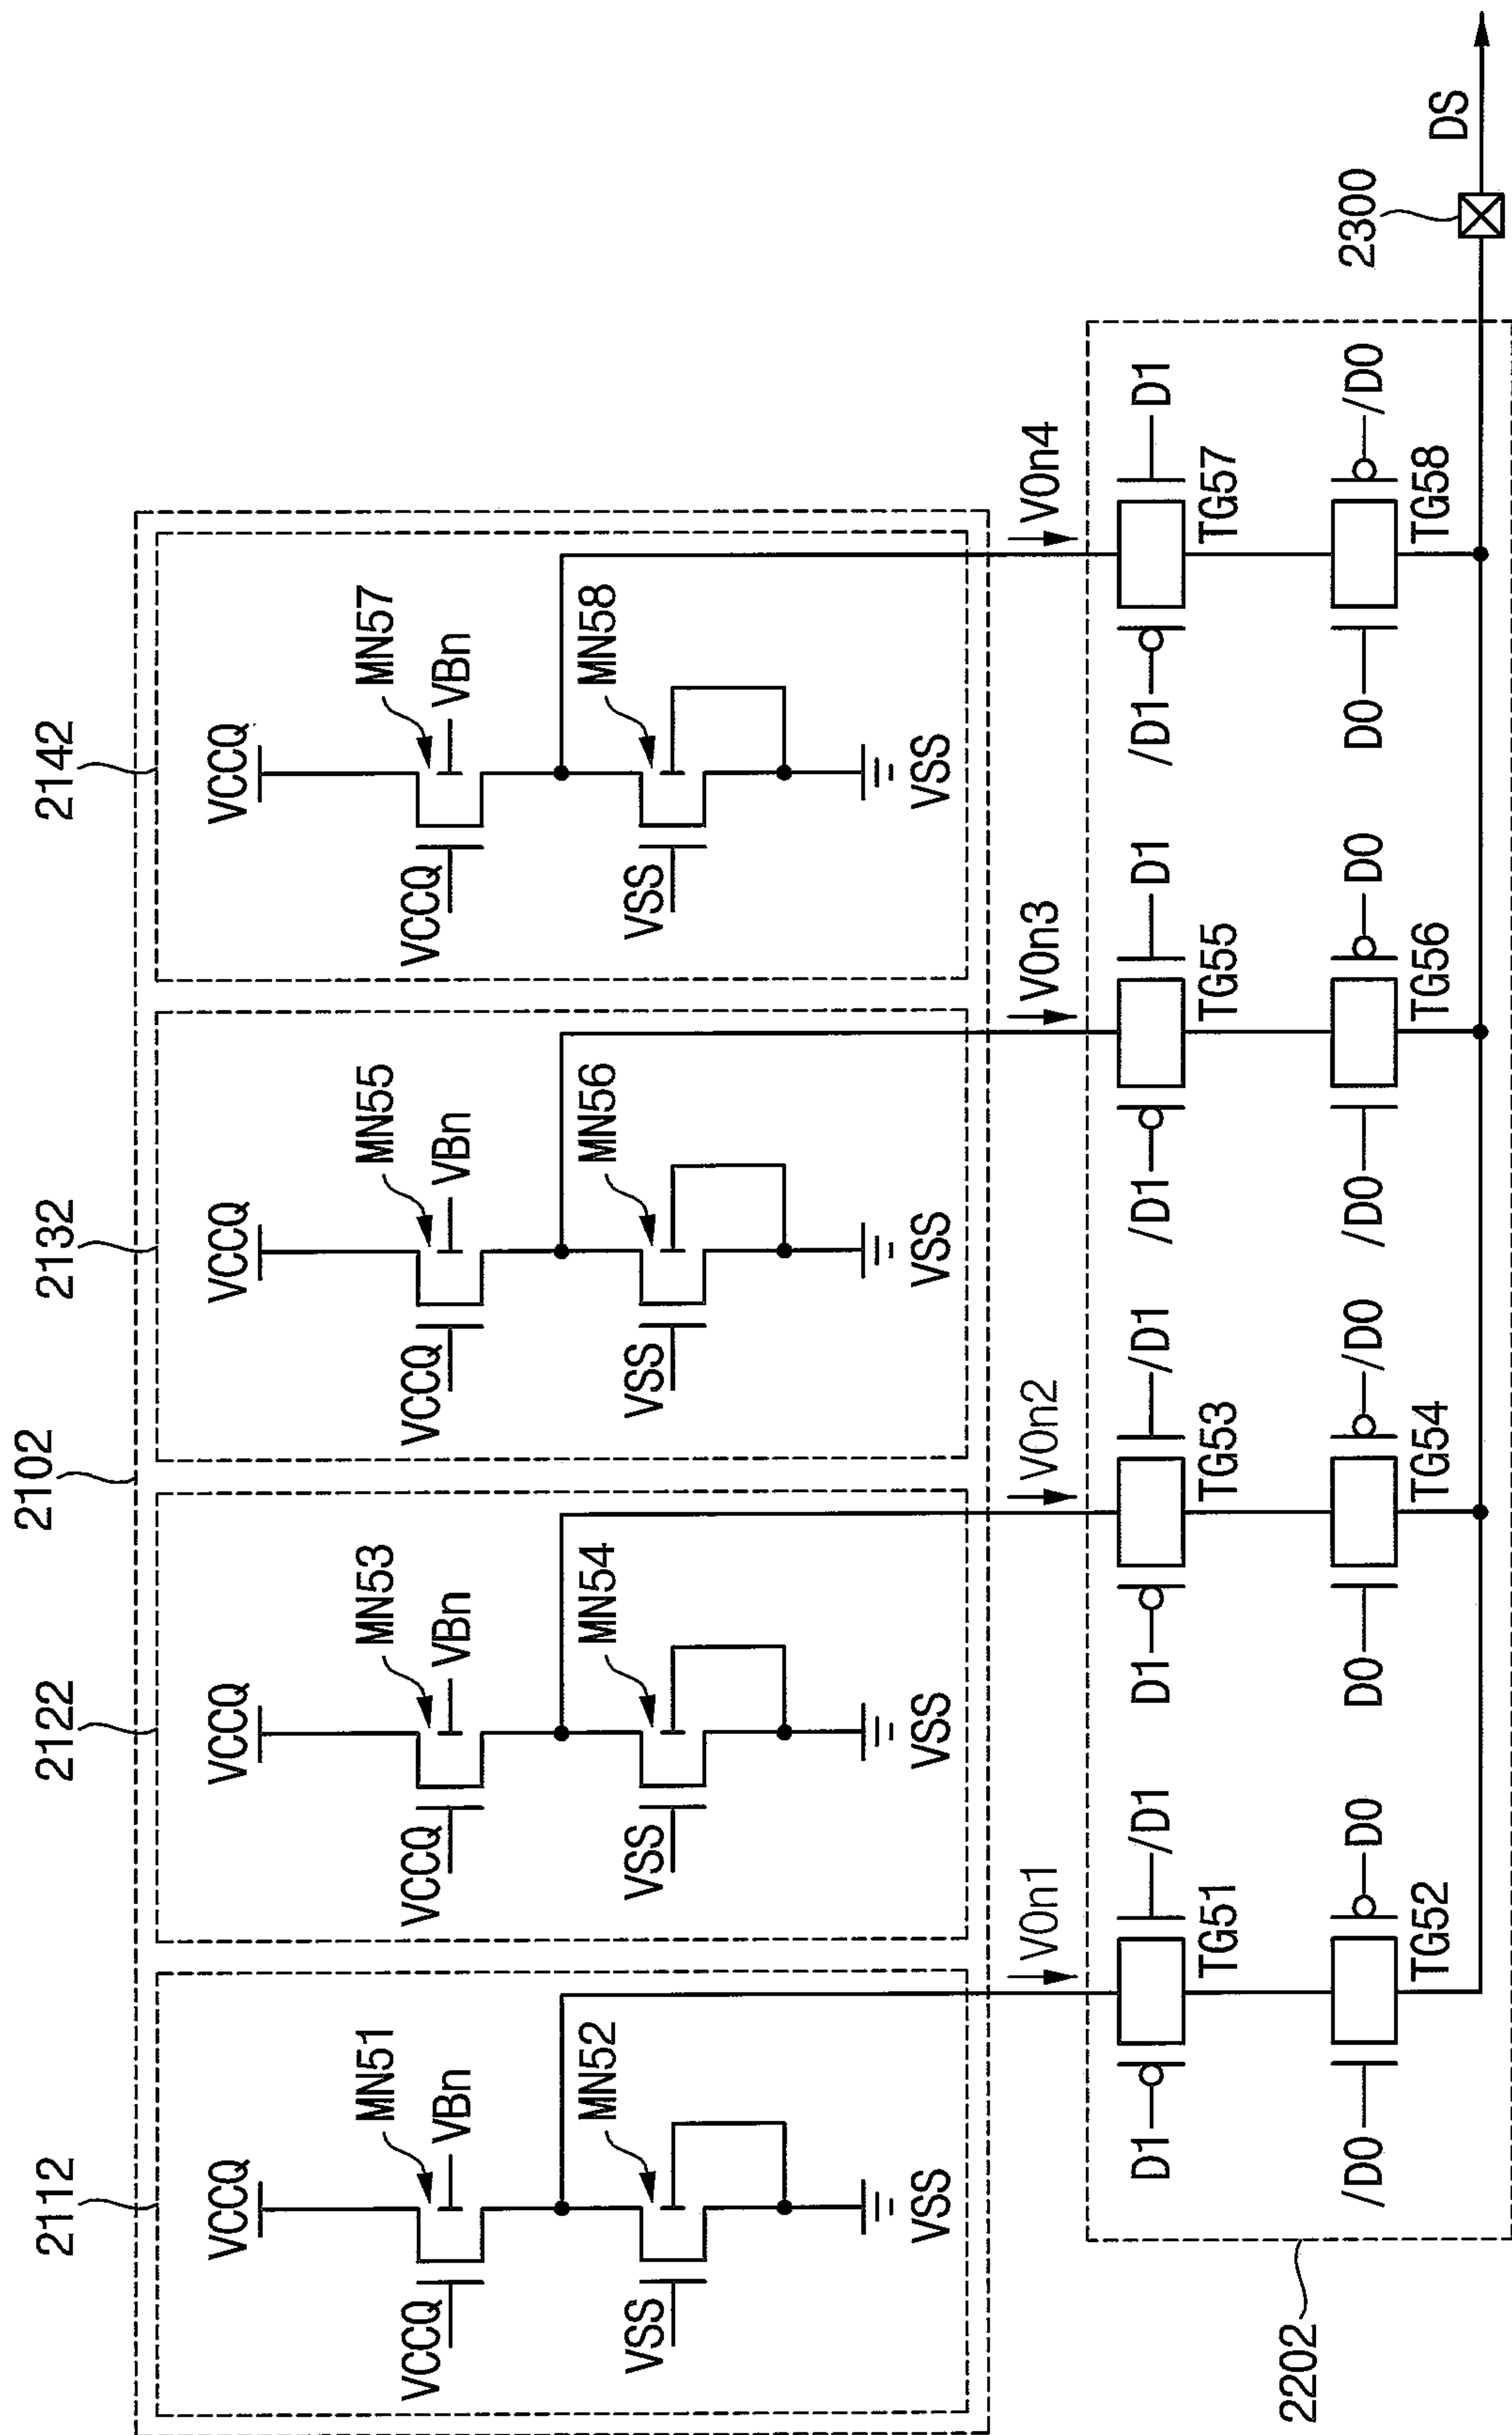 2102
2112
2122
2132
2142
VCCQ
VCCQ
VCCQ
VCCQ
MN51
MN53
MN55
MN57
VCCQ
VBn
VCCQ
VBn
VCCQ
VBn
VCCQ
VBn
MN52
MN54
MN56
MN58
VSS
VSS
VSS
VSS
VSS
VSS
VSS
VSS
VOn1
VOn2
VOn3
VOn4
D1
/D1
D1
/D1
/D1
D1
/D1
D1
TG51
TG53
TG55
TG57
/D0
D0
D0
/D0
/D0
D0
D0
/D0
TG52
TG54
TG56
TG58
2202
2300
DS